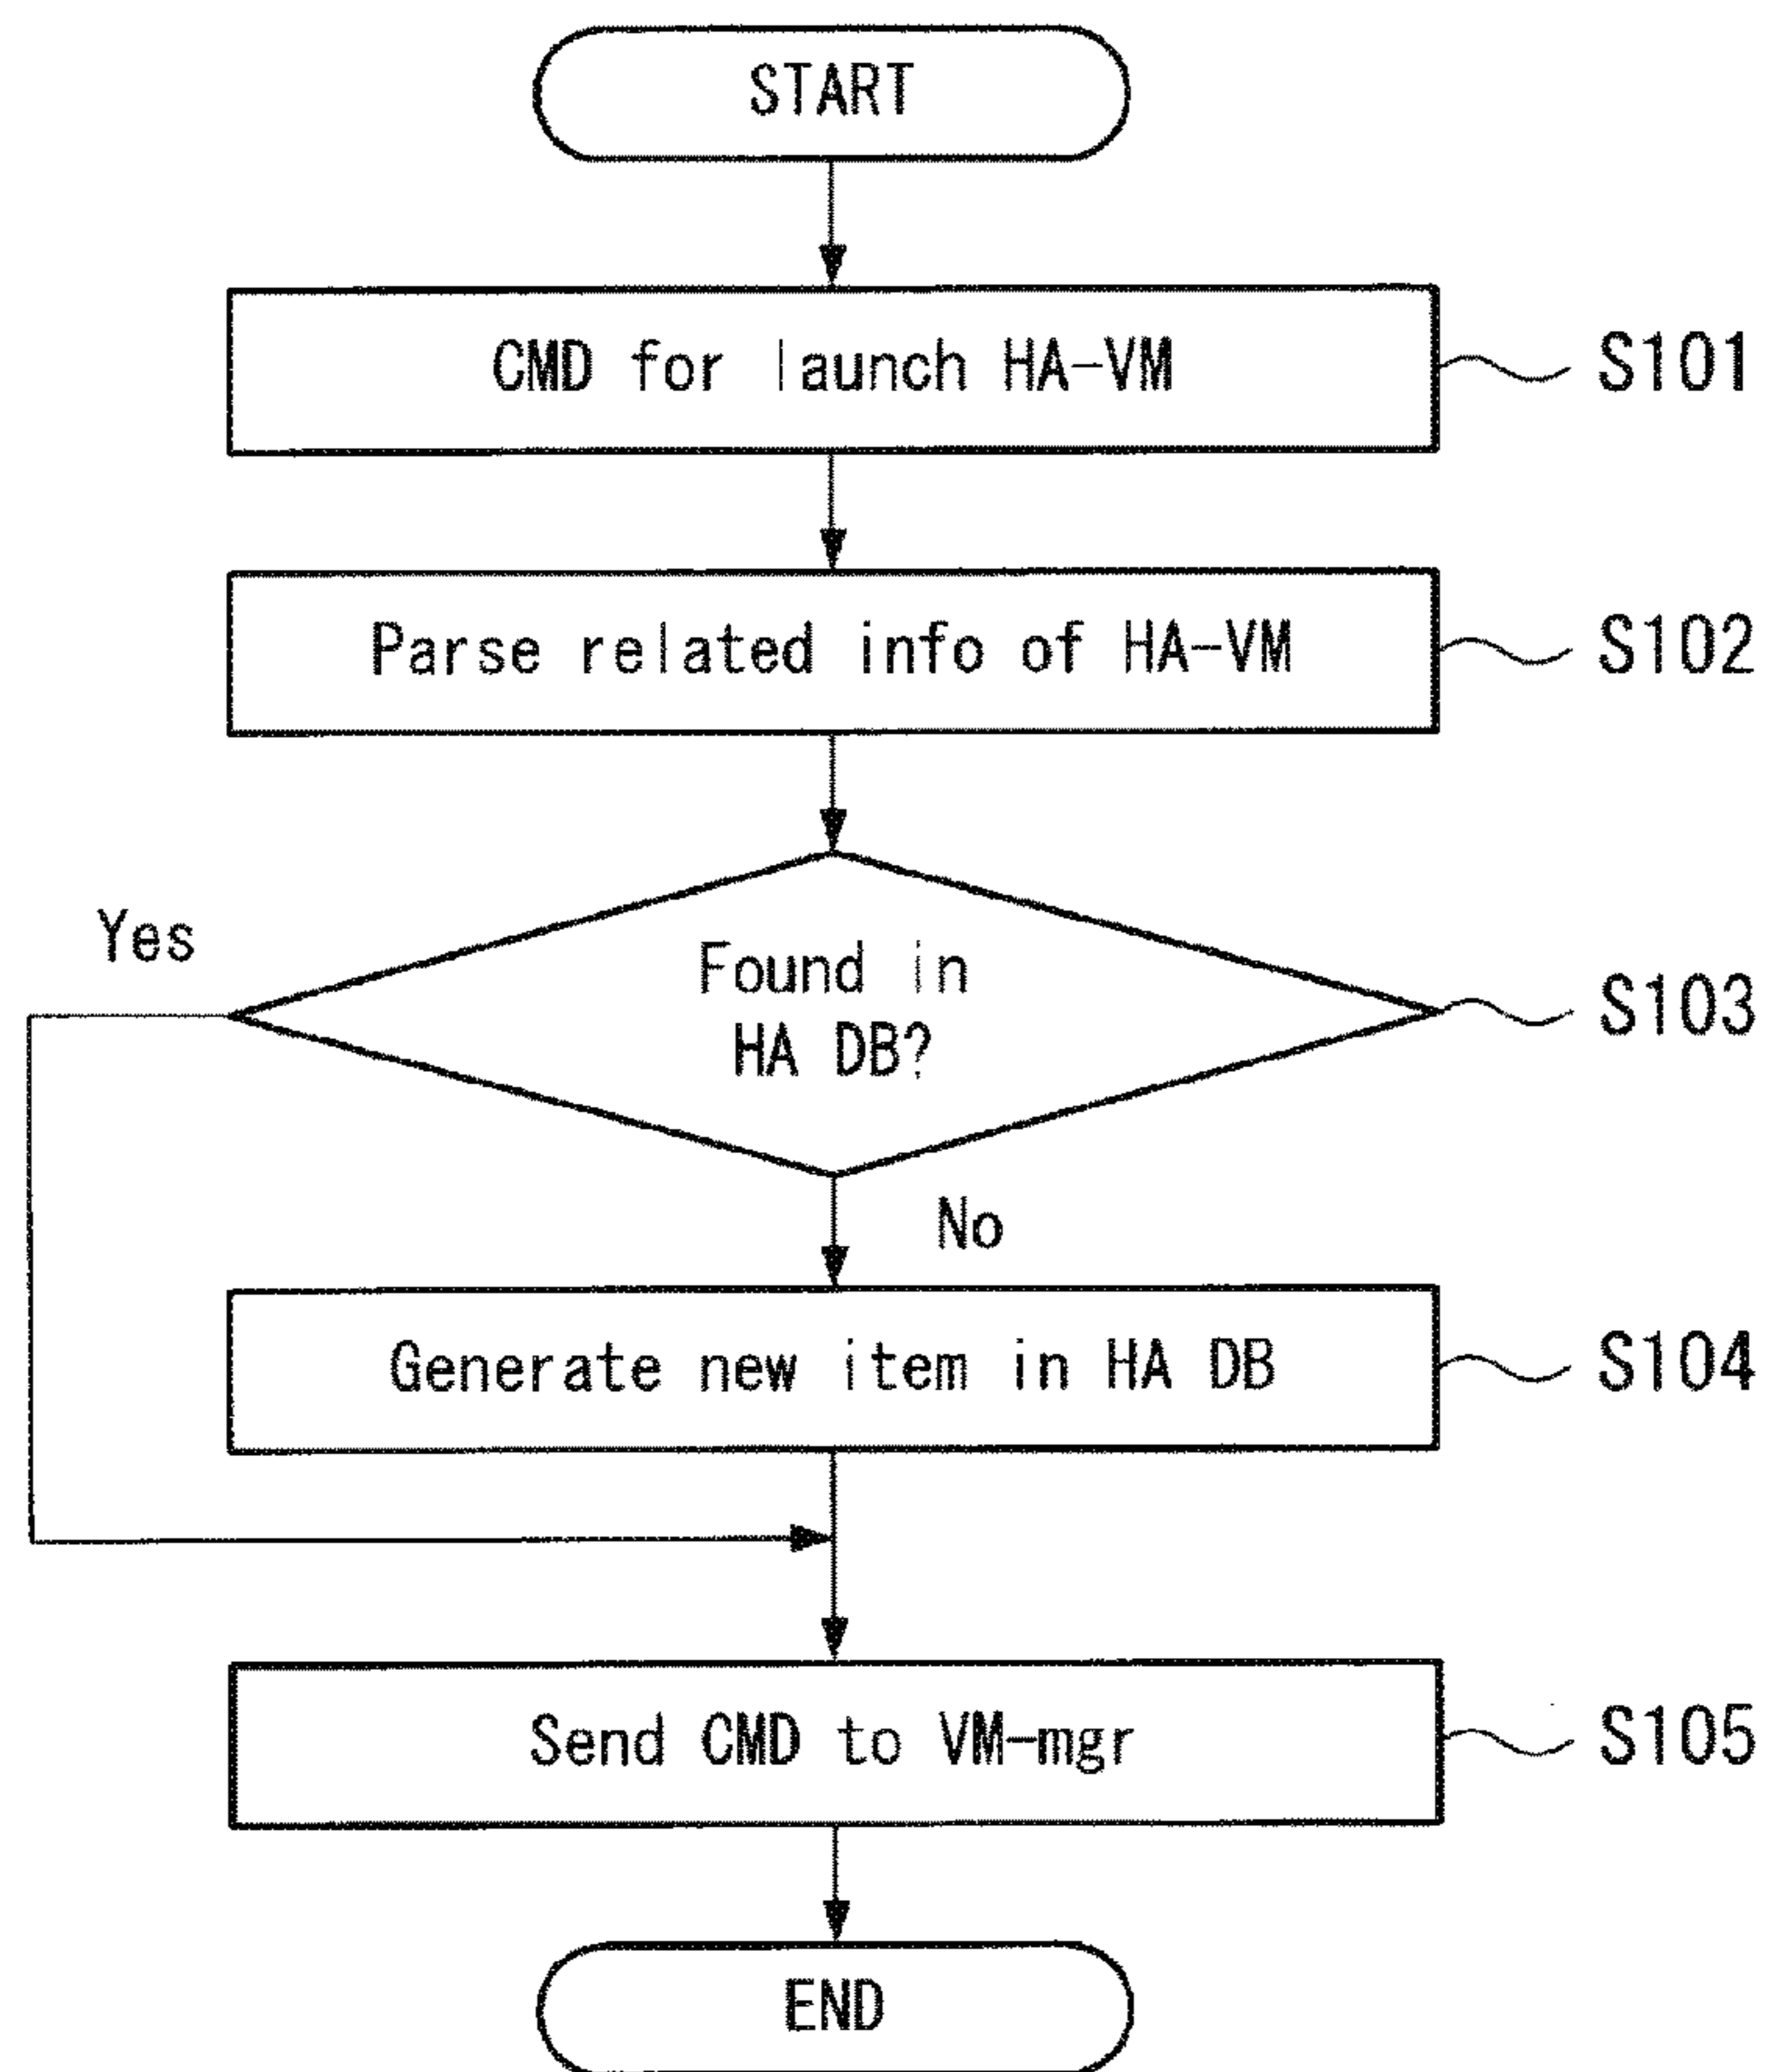 START
CMD for launch HA-VM
S101
Parse related info of HA-VM
S102
Yes
Found in
HA DB?
S103
No
Generate new item in HA DB
S104
Send CMD to VM-mgr
S105
END